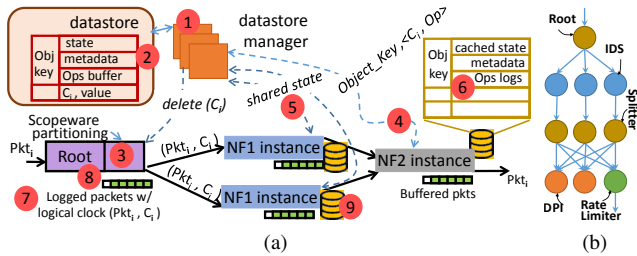 datastore
state
metadata
Ops buffer
C_i, value
Obj
key
2
1
datastore
manager
delete (C_i)
shared state
5
Object_Key,<C_i, Op>
4
cached state
metadata
Ops logs
Obj
key
6
Scopeware
partitioning
Pkt_i
Root
3
8
7
Logged packets w/
logical clock (Pkt_i , C_i)
(Pkt_i , C_i)
(Pkt_i , C_i)
NF1 instance
NF1 instance
9
NF2 instance
Buffered pkts
Pkt_i
(a)
Root
IDS
Splitter
DPI
Rate
Limiter
(b)